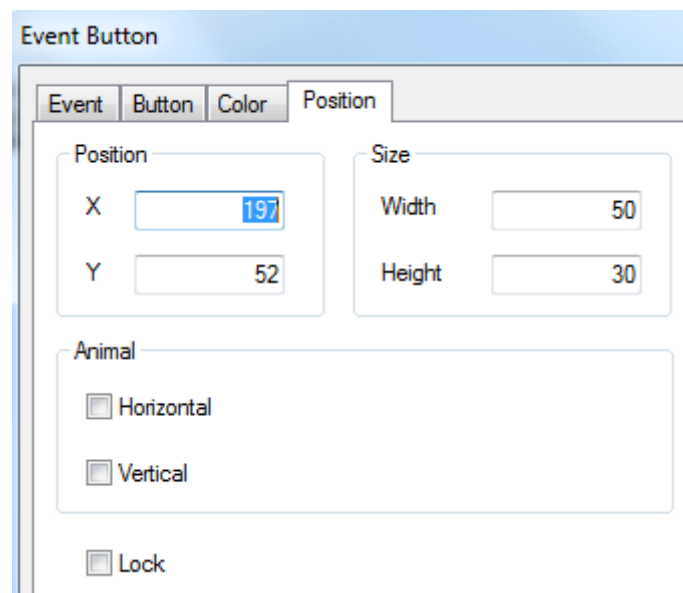 Event Button
Event Button Color Position
Position Size
X 197 Width 50
Y 52 Height 30
Animal
Horizontal
Vertical
Lock